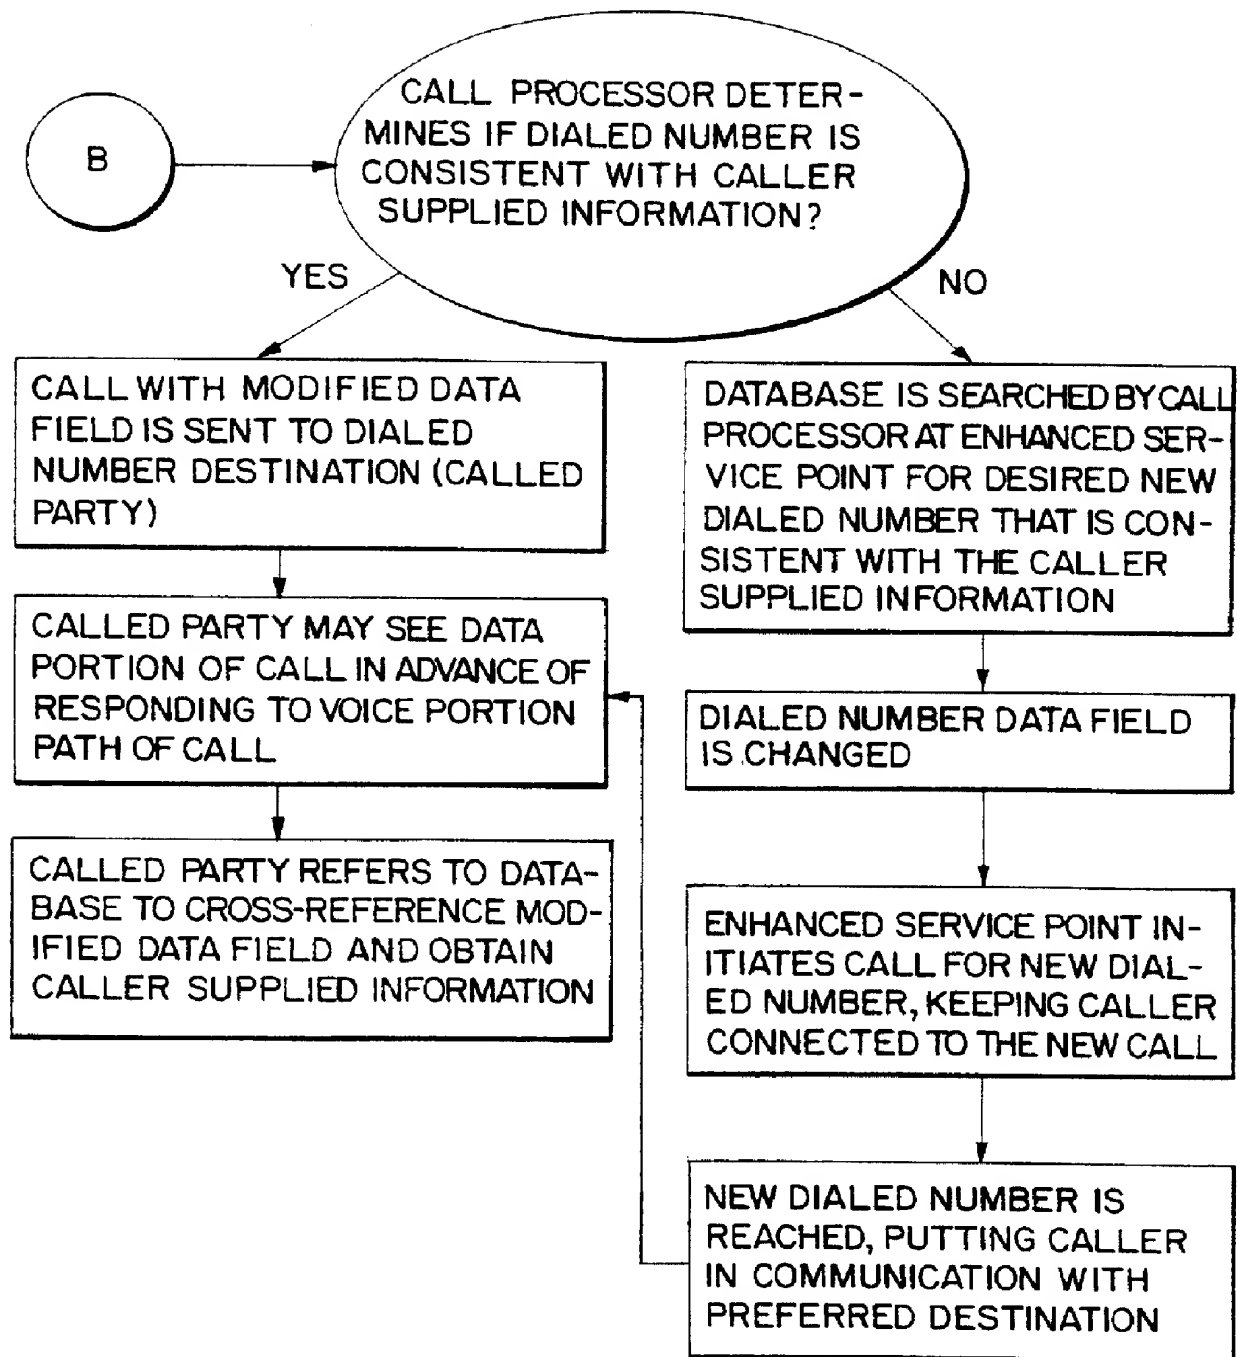 B
CALL PROCESSOR DETER-
MINES IF DIALED NUMBER IS
CONSISTENT WITH CALLER
SUPPLIED INFORMATION?
YES
NO
CALL WITH MODIFIED DATA
FIELD IS SENT TO DIALED
NUMBER DESTINATION (CALLED
PARTY)
CALLED PARTY MAY SEE DATA
PORTION OF CALL IN ADVANCE OF
RESPONDING TO VOICE PORTION
PATH OF CALL
CALLED PARTY REFERS TO DATA-
BASE TO CROSS-REFERENCE MOD-
IFIED DATA FIELD AND OBTAIN
CALLER SUPPLIED INFORMATION
DATABASE IS SEARCHED BY CALL
PROCESSOR AT ENHANCED SER-
VICE POINT FOR DESIRED NEW
DIALED NUMBER THAT IS CON-
SISTENT WITH THE CALLER
SUPPLIED INFORMATION
DIALED NUMBER DATA FIELD
IS CHANGED
ENHANCED SERVICE POINT IN-
ITIATES CALL FOR NEW DIAL-
ED NUMBER, KEEPING CALLER
CONNECTED TO THE NEW CALL
NEW DIALED NUMBER IS
REACHED, PUTTING CALLER
IN COMMUNICATION WITH
PREFERRED DESTINATION